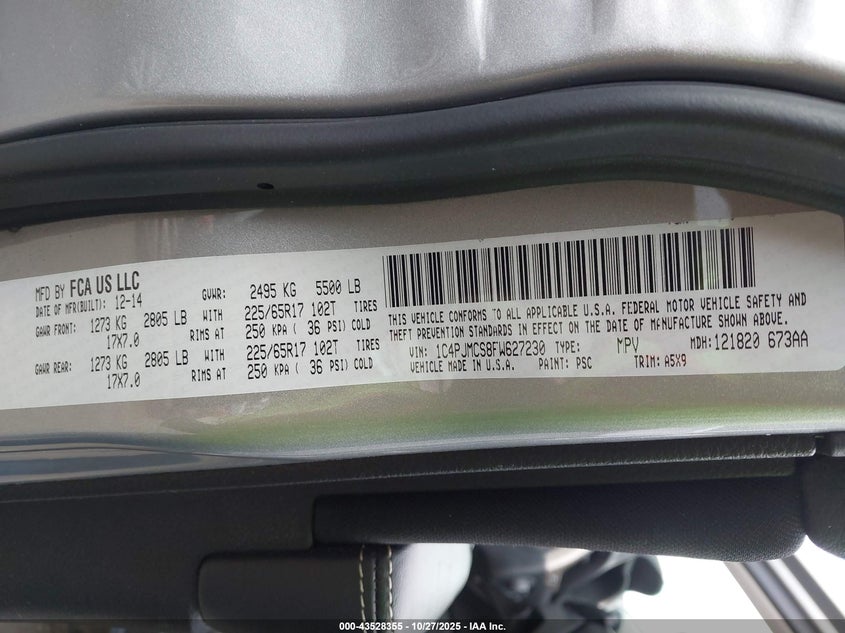 MFD BY FCA US LLC
DATE OF MFR(BUILT): 12-14
GVWR: 2495 KG 5500 LB
GAWR FRONT: 1273 KG 2805 LB WITH 225/65R17 102T TIRES
17X7.0 RIMS AT 250 KPA ( 36 PSI) COLD
GAWR REAR: 1273 KG 2805 LB WITH 225/65R17 102T TIRES
17X7.0 RIMS AT 250 KPA ( 36 PSI) COLD
THIS VEHICLE CONFORMS TO ALL APPLICABLE U.S.A. FEDERAL MOTOR VEHICLE SAFETY AND
THEFT PREVENTION STANDARDS IN EFFECT ON THE DATE OF MANUFACTURE SHOWN ABOVE.
VIN: 1C4PJMCS8FW627230 TYPE: MPV MDH:121820 673AA
VEHICLE MADE IN U.S.A. PAINT: PSC TRIM: A5X9
000-43528355 - 10/27/2025 - IAA Inc.